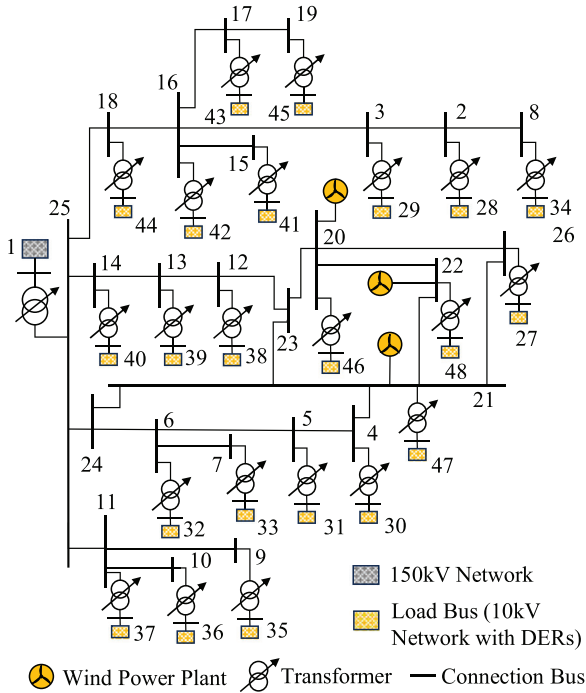 17 19
16
18 3 2 8
43 45
15
25 44 42 41 29 28 34
1 20 26
14 13 12 22
27
23
40 39 38 46 48
21
6 5 4
24 7 47
11 32 33 31 30
10 9
37 36 35
150kV Network
Load Bus (10kV
Network with DERs)
Wind Power Plant Transformer Connection Bus